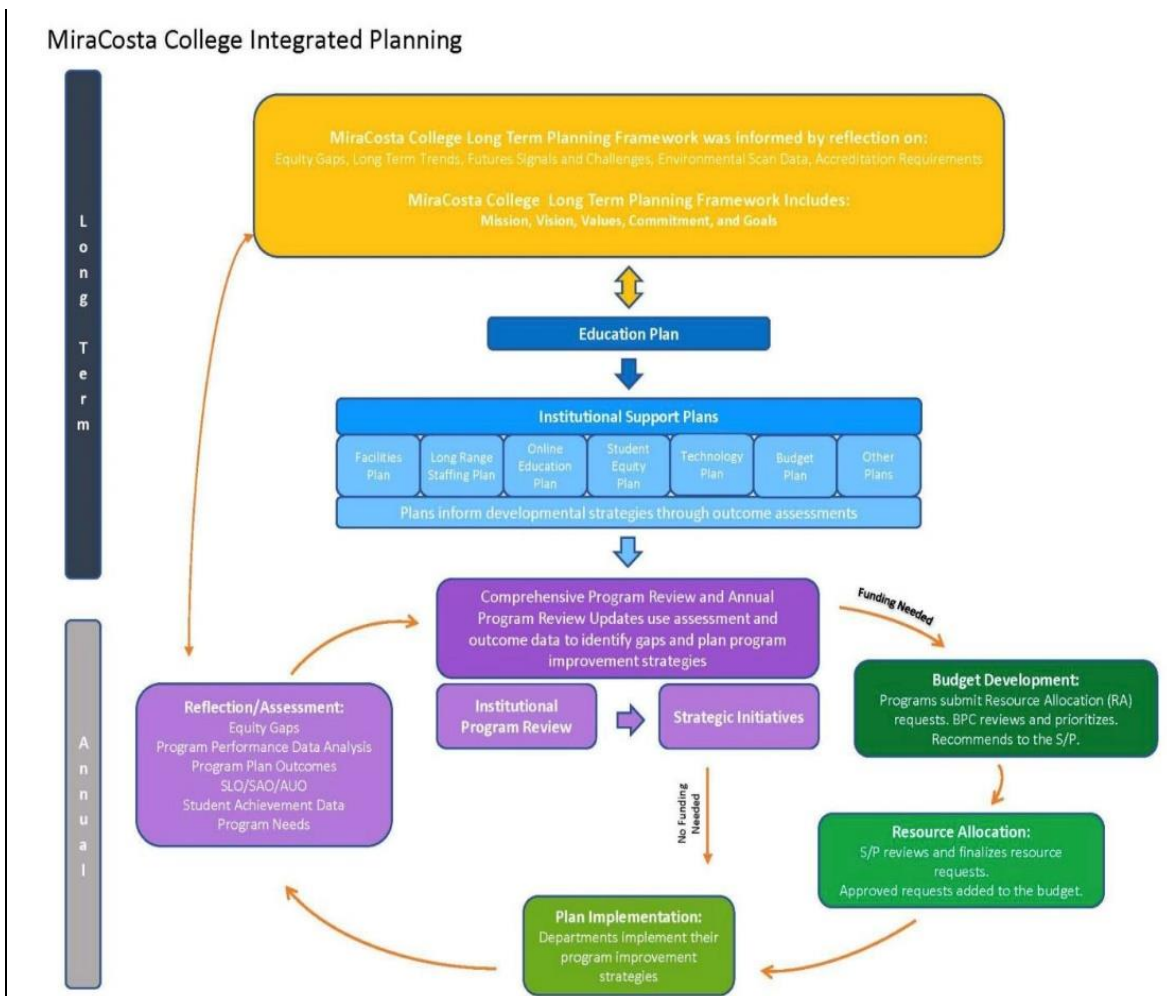 MiraCosta College Integrated Planning
Long Term
MiraCosta College Long Term Planning Framework was informed by reflection on:
Equity Gaps, Long Term Trends, Futures Signals and Challenges, Environmental Scan Data, Accreditation Requirements
MiraCosta College Long Term Planning Framework Includes:
Mission, Vision, Values, Commitment, and Goals
Education Plan
Institutional Support Plans
Facilities
Plan
Long Range
Staffing Plan
Online
Education
Plan
Student
Equity
Plan
Technology
Plan
Budget
Plan
Other
Plans
Plans inform developmental strategies through outcome assessments
Annual
Comprehensive Program Review and Annual
Program Review Updates use assessment and
outcome data to identify gaps and plan program
improvement strategies
Institutional
Program Review
Strategic Initiatives
Funding Needed
Budget Development:
Programs submit Resource Allocation (RA)
requests. BPC reviews and prioritizes.
Recommends to the S/P.
Resource Allocation:
S/P reviews and finalizes resource
requests.
Approved requests added to the budget.
No Funding
Needed
Plan Implementation:
Departments implement their
program improvement
strategies
Reflection/Assessment:
Equity Gaps
Program Performance Data Analysis
Program Plan Outcomes
SLO/SAO/AUO
Student Achievement Data
Program Needs